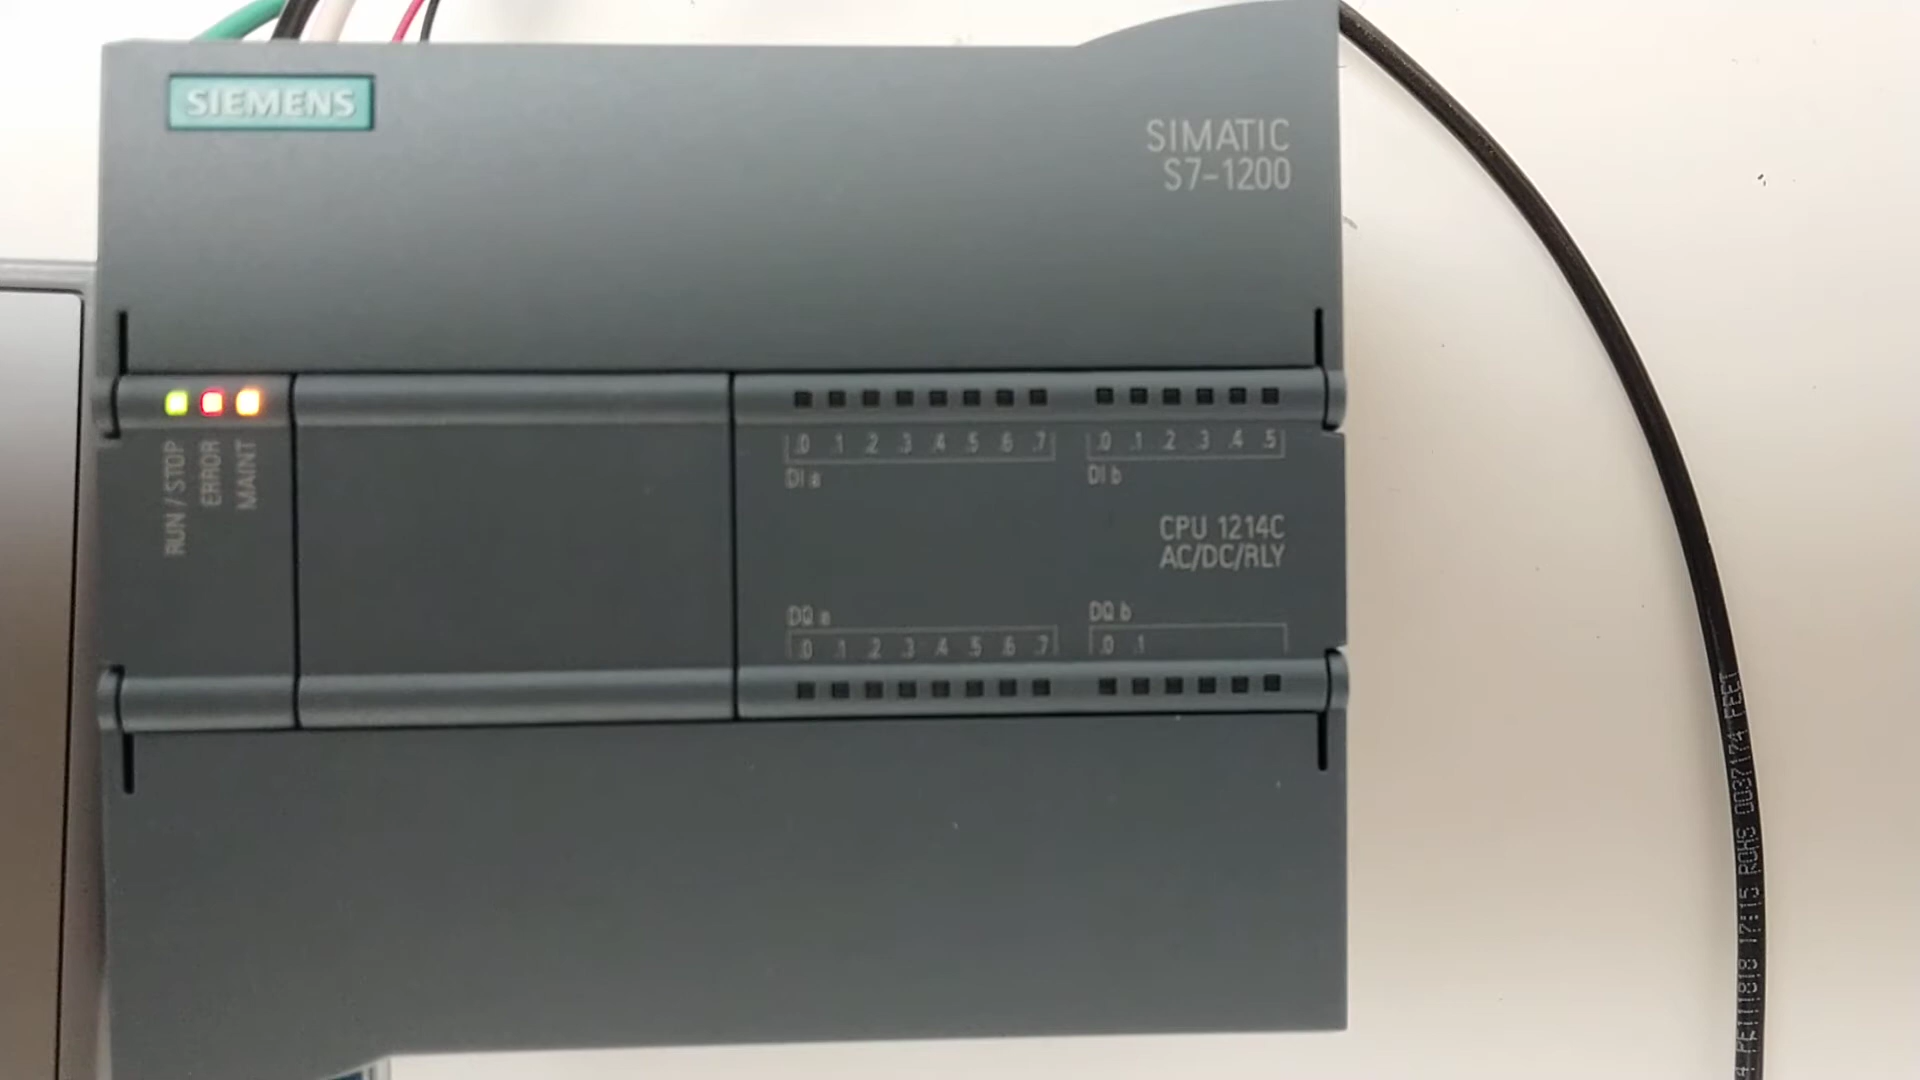 SIEMENS
SIMATIC
S7-1200
RUN / STOP
ERROR
MAINT
.0 .1 .2 .3 .4 .5 .6 .7
.0 .1 .2 .3 .4 .5
DI a
DI b
CPU 1214C
AC/DC/RLY
DQ a
DQ b
.0 .1 .2 .3 .4 .5 .6 .7
.0 .1
ROHS 0037174 FEET